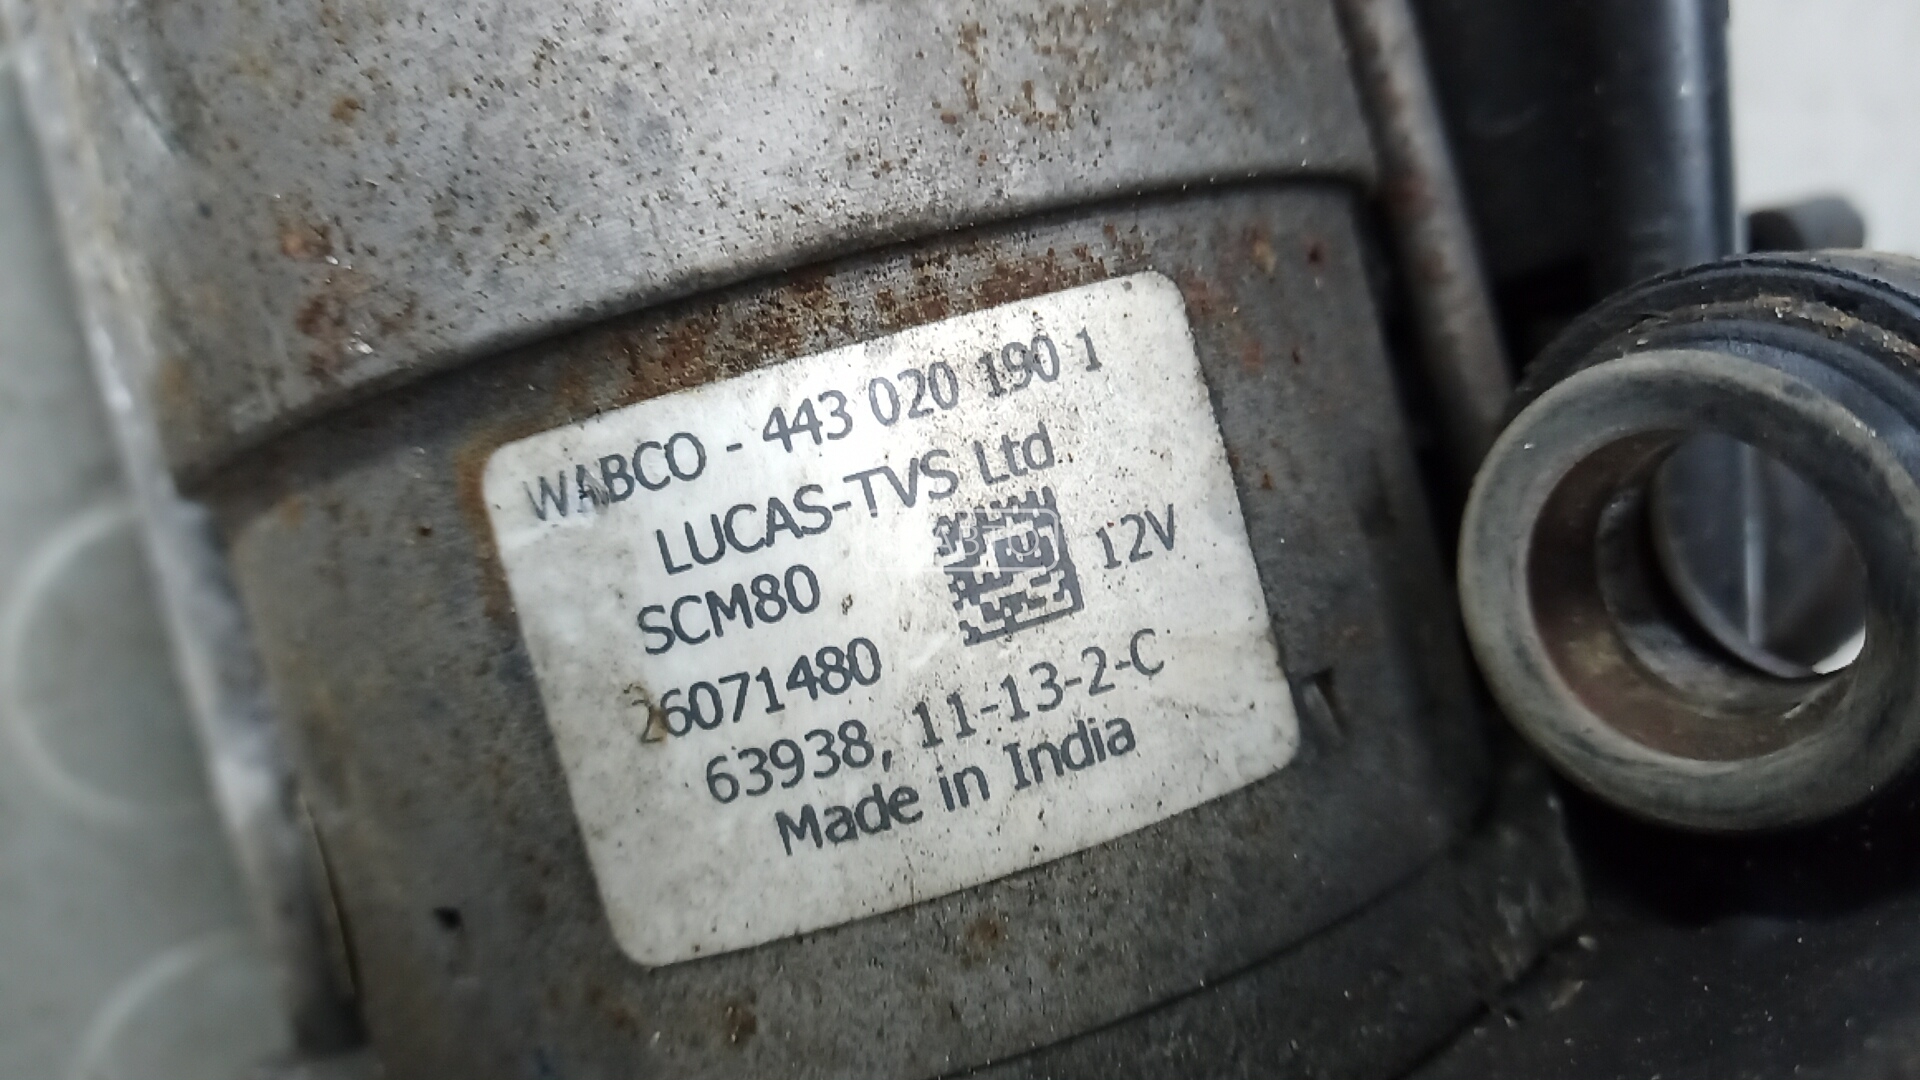 WABCO - 443 020 190 1
LUCAS-TVS Ltd
SCM80
12V
26071480
63938, 11-13-2-C
Made in India